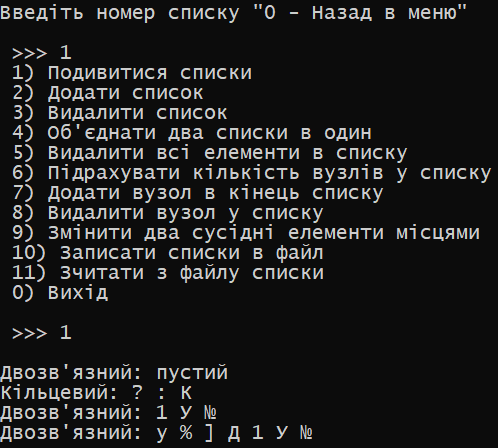 Введіть номер списку "0 - Назад в меню"
>>> 1
1) Подивитися списки
2) Додати список
3) Видалити список
4) Об'єднати два списки в один
5) Видалити всі елементи в списку
6) Підрахувати кількість вузлів у списку
7) Додати вузол в кінець списку
8) Видалити вузол у списку
9) Змінити два сусідні елементи місцями
10) Записати списки в файл
11) Зчитати з файлу списки
0) Вихід
>>> 1
Двозв'язний: пустий
Кільцевий: ? : К
Двозв'язний: 1 У №
Двозв'язний: у % ] Д 1 У №